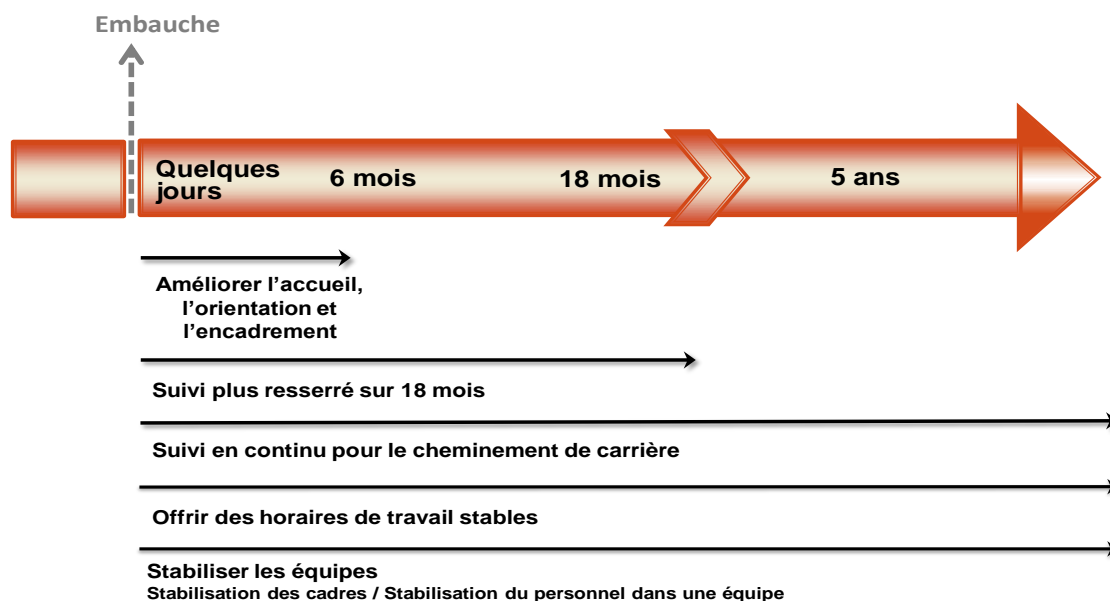 Embauche
Quelques
jours
6 mois
18 mois
5 ans
Améliorer l’accueil,
l’orientation et
l’encadrement
Suivi plus resserré sur 18 mois
Suivi en continu pour le cheminement de carrière
Offrir des horaires de travail stables
Stabiliser les équipes
Stabilisation des cadres / Stabilisation du personnel dans une équipe